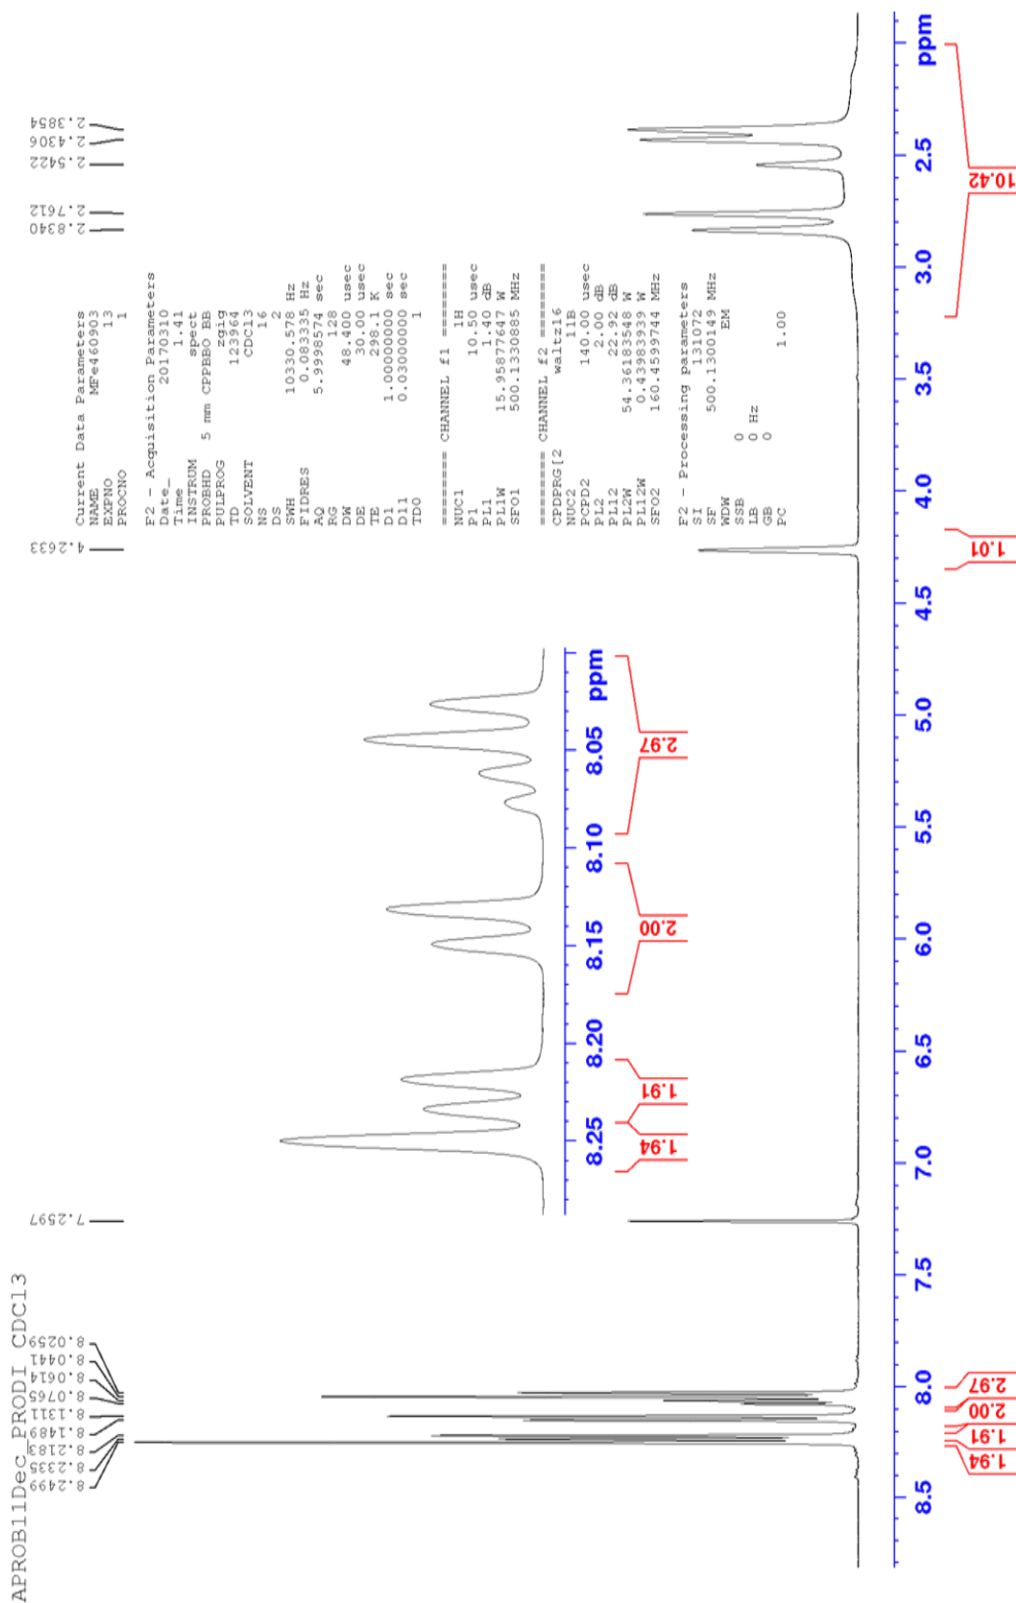 APROB11Dec_PRODI CDCl3
8.2499
8.2335
8.2183
8.1489
8.1311
8.0765
8.0614
8.0441
8.0259
7.2597
4.2633
2.8340
2.7612
2.5422
2.4306
2.3854
Current Data Parameters
NAME MFe460903
EXPNO 13
PROCNO 1
F2 - Acquisition Parameters
Date_ 20170310
Time 1.41
INSTRUM spect
PROBHD 5 mm CPPBBO BB
PULPROG zgig
TD 123964
SOLVENT CDCl3
NS 16
DS 2
SWH 10330.578 Hz
FIDRES 0.083335 Hz
AQ 5.9998574 sec
RG 128
DW 48.400 usec
DE 30.00 usec
TE 298.1 K
D1 1.00000000 sec
D11 0.03000000 sec
TD0 1
======== CHANNEL f1 ========
NUC1 1H
P1 10.50 usec
PL1 1.40 dB
PL1W 15.95877647 W
SFO1 500.1330885 MHz
======== CHANNEL f2 ========
CPDPRG[2 waltz16
NUC2 11B
PCPD2 140.00 usec
PL2 2.00 dB
PL12 22.92 dB
PL2W 54.36183548 W
PL12W 0.43983939 W
SFO2 160.4599744 MHz
F2 - Processing parameters
SI 131072
SF 500.1300149 MHz
WDW EM
SSB 0
LB 0 Hz
GB 0
PC 1.00
8.25 8.20 8.15 8.10 8.05 ppm
1.94 1.91 2.00 2.97
8.5 8.0 7.5 7.0 6.5 6.0 5.5 5.0 4.5 4.0 3.5 3.0 2.5 ppm
1.94 1.91 2.00 2.97 1.01 10.42